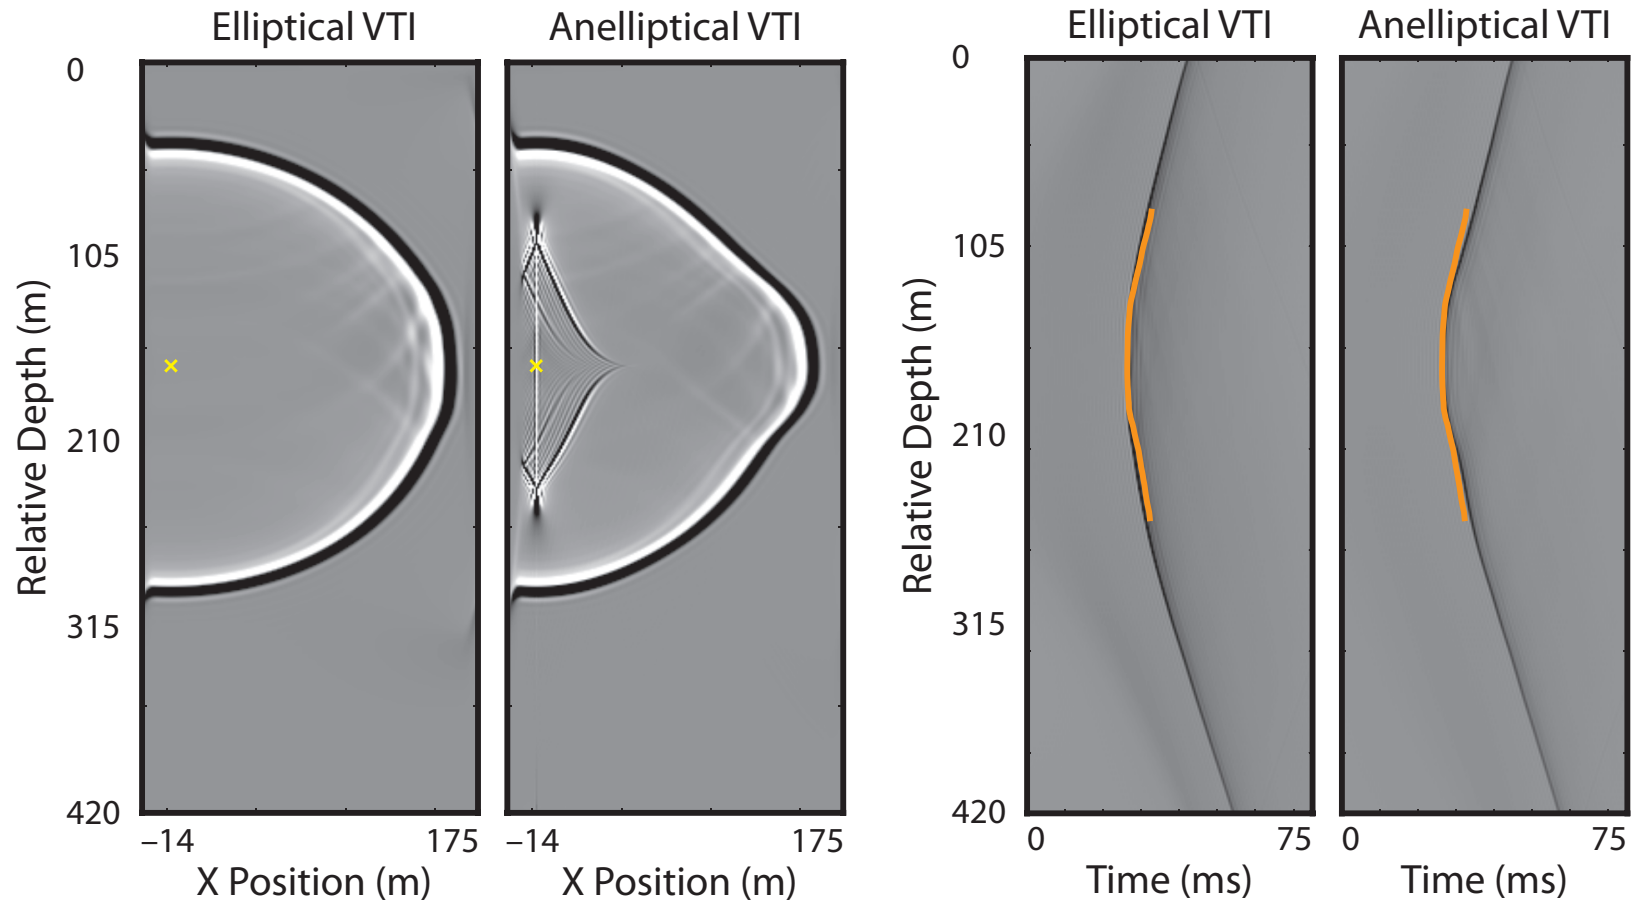 Elliptical VTI
Anelliptical VTI
0
105
210
315
420
Relative Depth (m)
–14
175
–14
175
X Position (m)
X Position (m)
Elliptical VTI
Anelliptical VTI
0
105
210
315
420
Relative Depth (m)
0
75
0
75
Time (ms)
Time (ms)